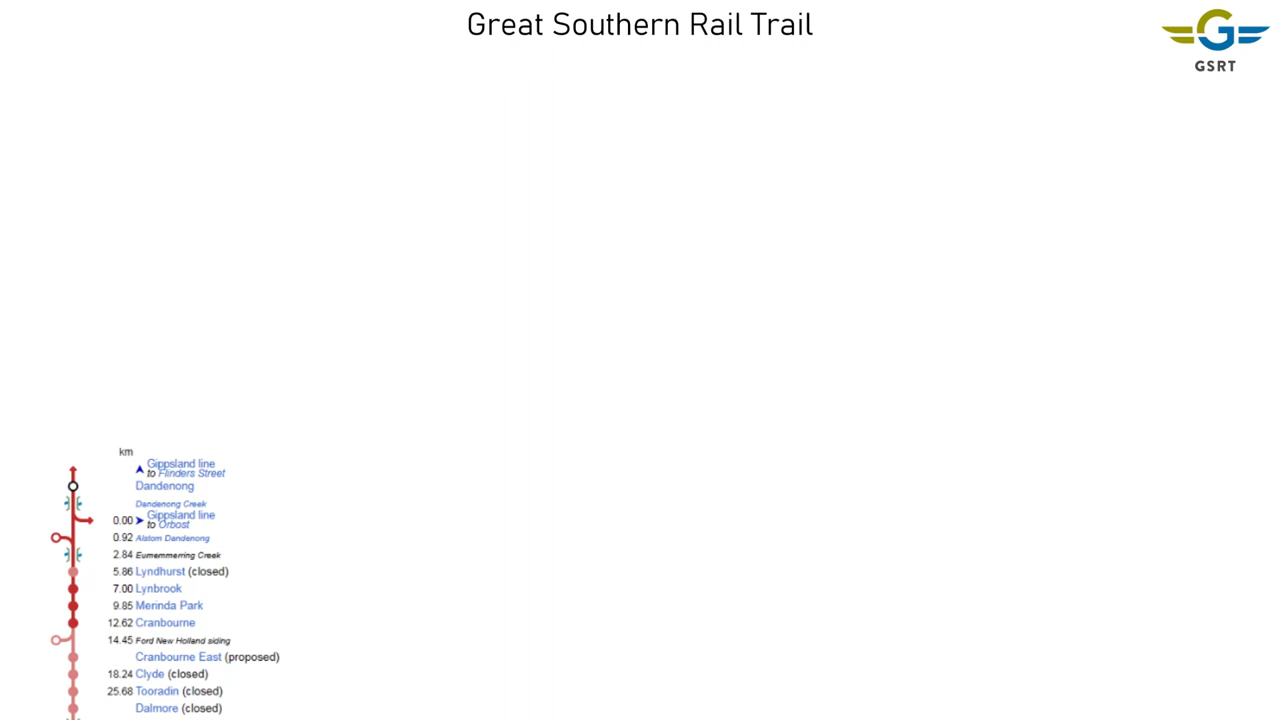 Great Southern Rail Trail
GSRT
km
Gippsland line
to Flinders Street
Dandenong
Dandenong Creek
0.00 Gippsland line
to Orbost
0.92 Alstom Dandenong
2.84 Eumemmerring Creek
5.86 Lyndhurst (closed)
7.00 Lynbrook
9.85 Merinda Park
12.62 Cranbourne
14.45 Ford New Holland siding
Cranbourne East (proposed)
18.24 Clyde (closed)
25.68 Tooradin (closed)
Dalmore (closed)